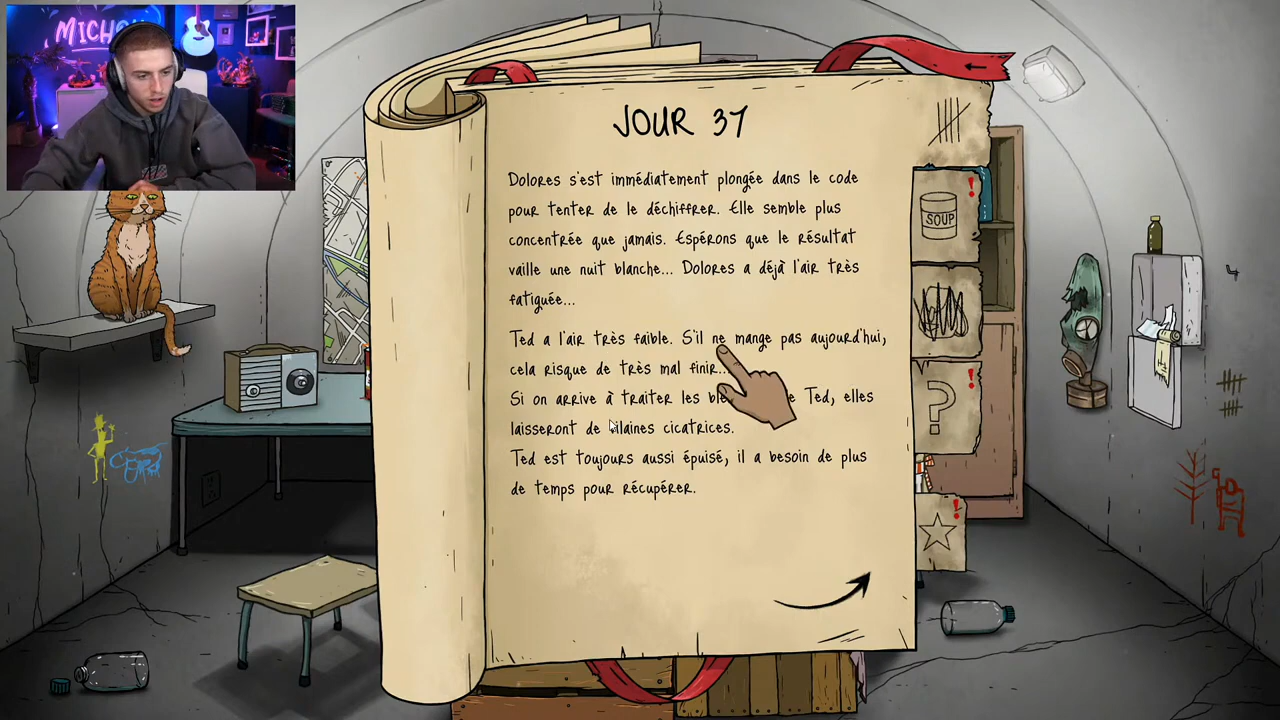 MICHOU
JOUR 37
Dolores s'est immédiatement plongée dans le code
pour tenter de le déchiffrer. Elle semble plus
concentrée que jamais. Espérons que le résultat
vaille une nuit blanche... Dolores a déjà l'air très
fatiguée...
Ted a l'air très faible. S'il ne mange pas aujourd'hui,
cela risque de très mal finir...
Si on arrive à traiter les Ted, elles
laisseront de vilaines cicatrices.
Ted est toujours aussi épuisé, il a besoin de plus
de temps pour récupérer.
SOUP
!
?
!
!